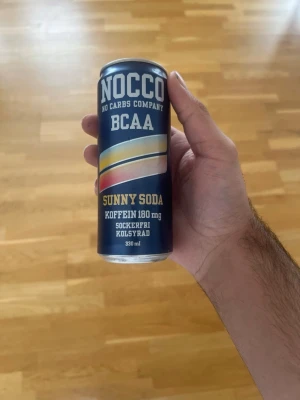 NOCCO
NO CARBS COMPANY
BCAA
SUNNY SODA
KOFFEIN 180 mg
SOCKERFRI
KOLSYRAD
330 ml